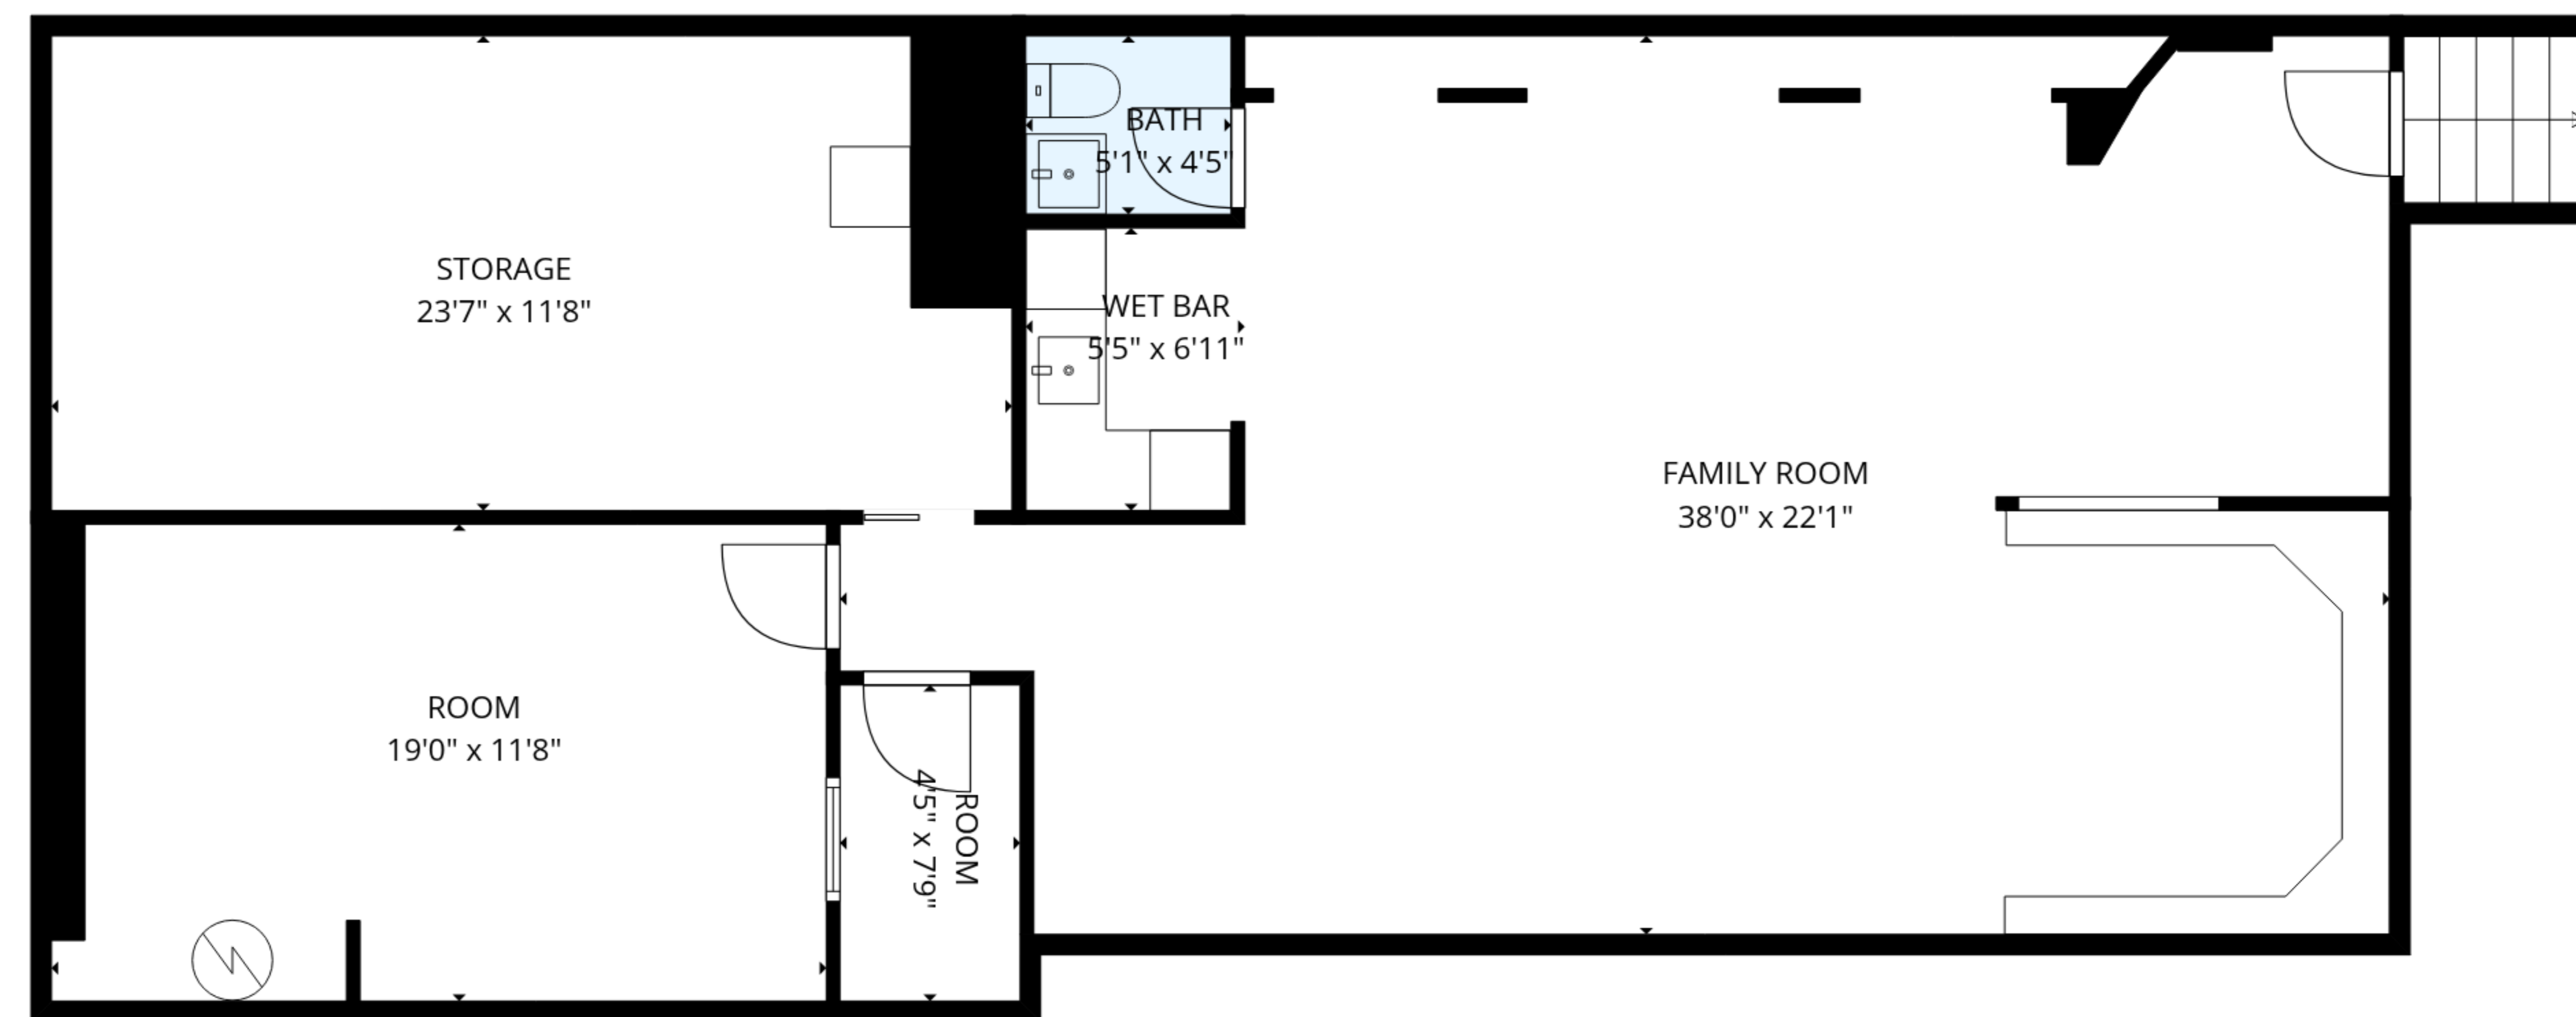 BATH
5'1" x 4'5"
STORAGE
23'7" x 11'8"
WET BAR
5'5" x 6'11"
FAMILY ROOM
38'0" x 22'1"
ROOM
19'0" x 11'8"
ROOM
4'5" x 7'9"